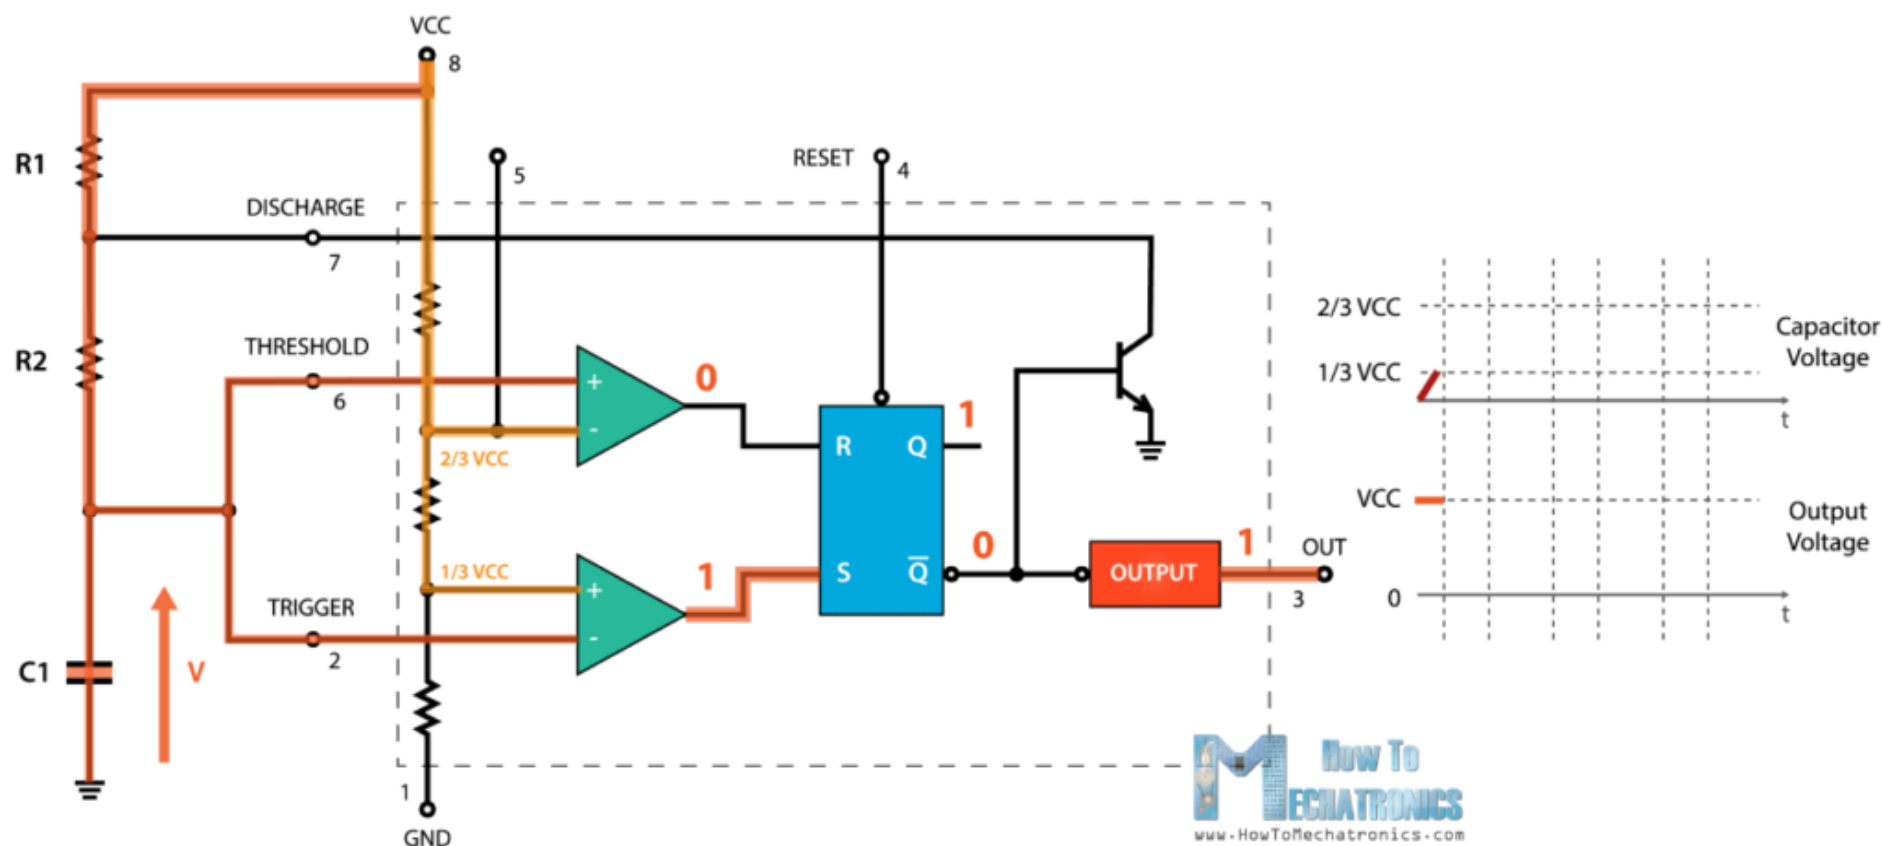 VCC
8
R1
5
RESET
4
DISCHARGE
7
2/3 VCC
Capacitor
Voltage
1/3 VCC
t
R2
THRESHOLD
6
+
-
0
2/3 VCC
R
Q
1
S
Q̅
0
1/3 VCC
+
-
1
OUTPUT
1
OUT
3
VCC
Output
Voltage
0
t
TRIGGER
2
C1
V
1
GND
M
How To
MECHATRONICS
www.HowToMechatronics.com